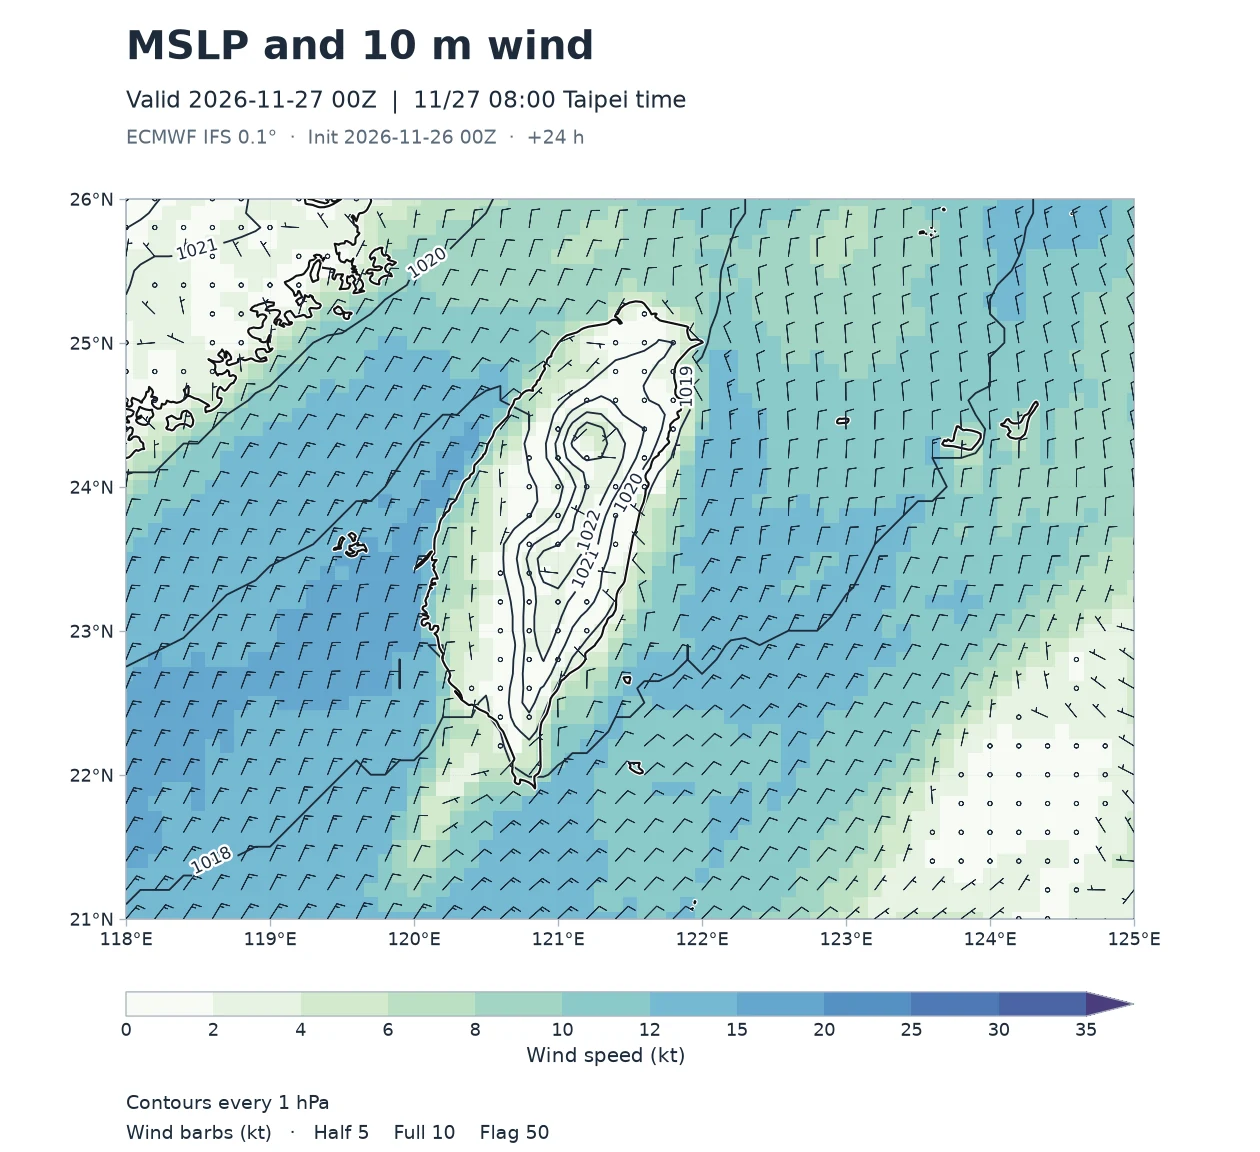 MSLP and 10 m wind
Valid 2026-11-27 00Z | 11/27 08:00 Taipei time
ECMWF IFS 0.1° · Init 2026-11-26 00Z · +24 h
26°N
25°N
24°N
23°N
22°N
21°N
1021
1020
1019
1020
1022
1021
1018
118°E 119°E 120°E 121°E 122°E 123°E 124°E 125°E
0 2 4 6 8 10 12 15 20 25 30 35
Wind speed (kt)
Contours every 1 hPa
Wind barbs (kt) · Half 5 Full 10 Flag 50